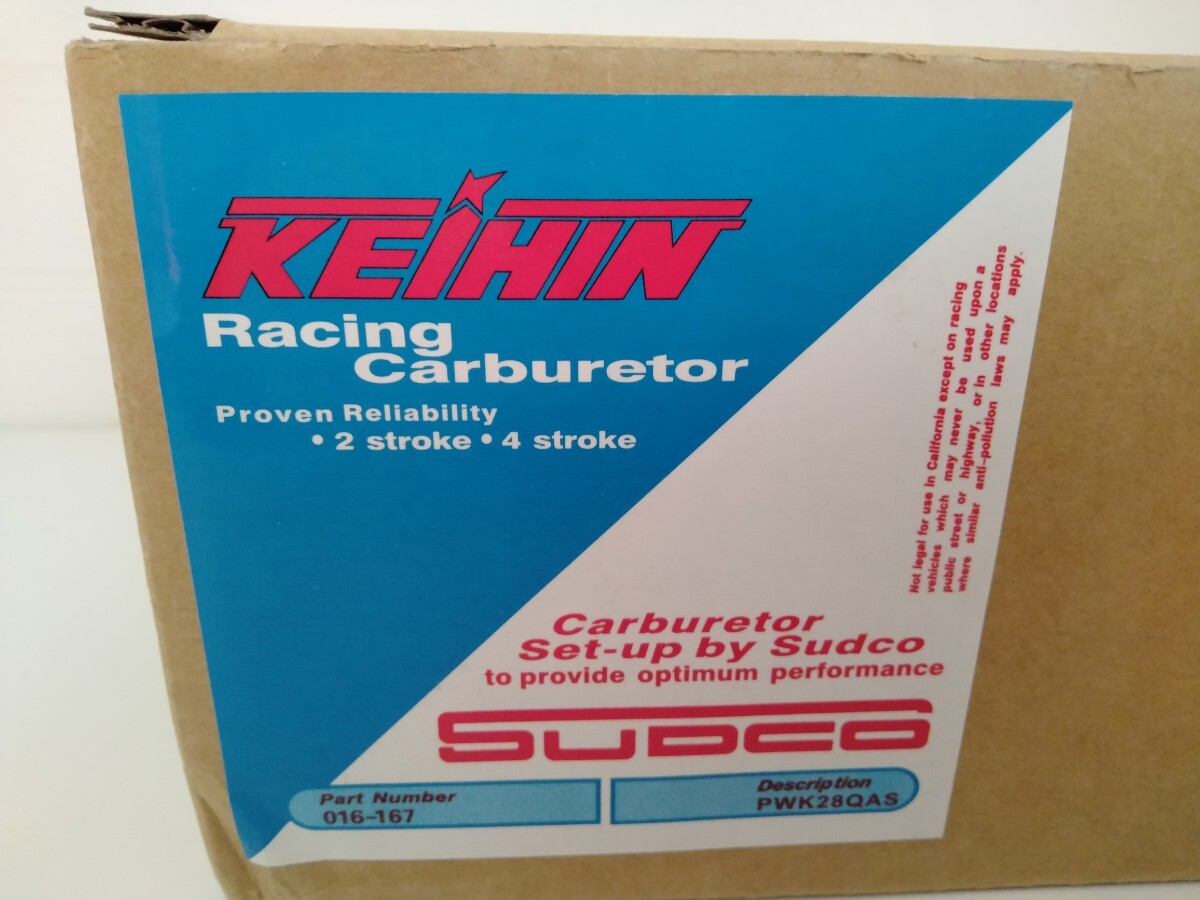 KEIHIN
Racing
Carburetor
Proven Reliability
• 2 stroke • 4 stroke
Not legal for use in California except on racing
vehicles which may never be used upon a
public street or highway, or in other locations
where similar anti-pollution laws may apply.
Carburetor
Set-up by Sudco
to provide optimum performance
SUDCO
Part Number
016-167
Description
PWK28QAS